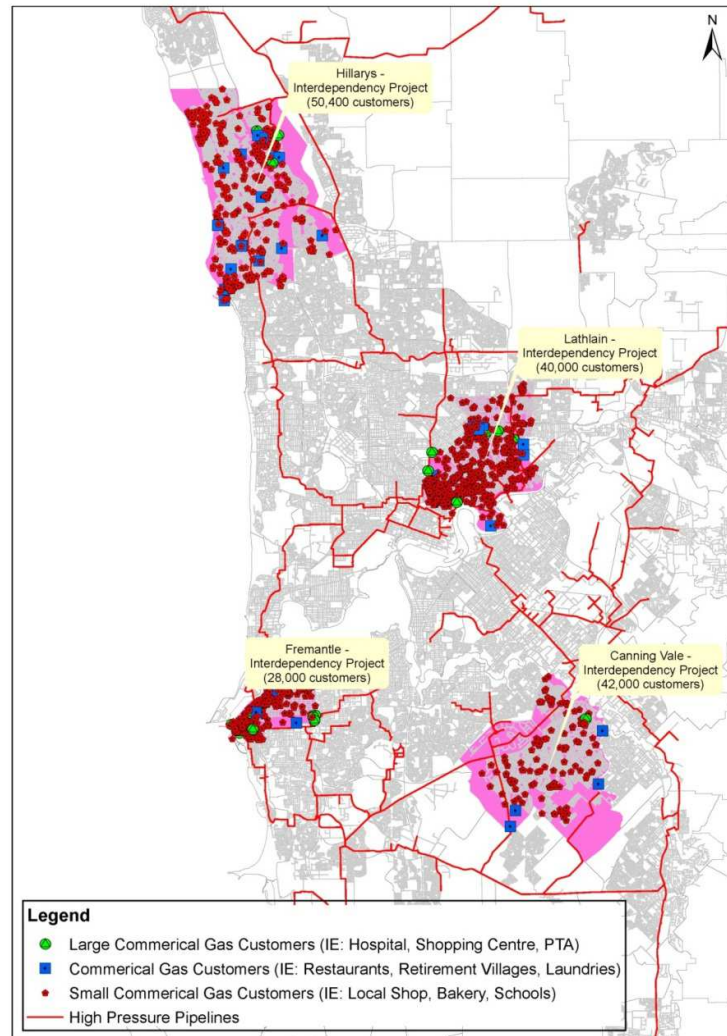 N
Hillarys -
Interdependency Project
(50,400 customers)
Lathlain -
Interdependency Project
(40,000 customers)
Fremantle -
Interdependency Project
(28,000 customers)
Canning Vale -
Interdependency Project
(42,000 customers)
Legend
Large Commerical Gas Customers (IE: Hospital, Shopping Centre, PTA)
Commerical Gas Customers (IE: Restaurants, Retirement Villages, Laundries)
Small Commerical Gas Customers (IE: Local Shop, Bakery, Schools)
High Pressure Pipelines